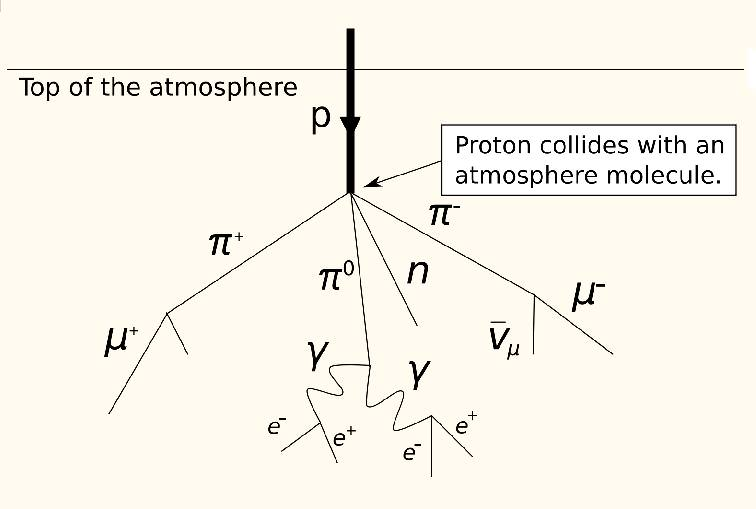 Top of the atmosphere
p
Proton collides with an
atmosphere molecule.
π⁻
π⁺
π⁰
n
μ⁻
μ⁺
ν̅μ
γ
γ
e⁻
e⁺
e⁻
e⁺